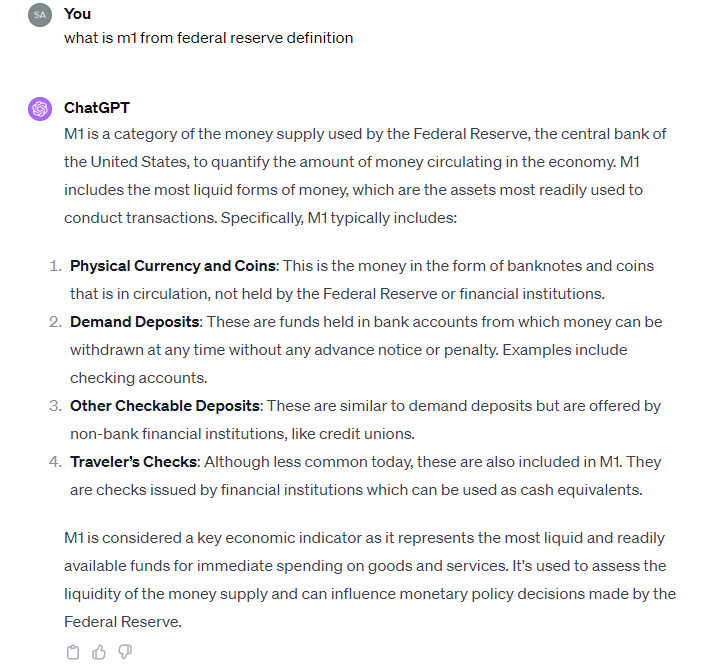 SA
You
what is m1 from federal reserve definition
ChatGPT
M1 is a category of the money supply used by the Federal Reserve, the central bank of
the United States, to quantify the amount of money circulating in the economy. M1
includes the most liquid forms of money, which are the assets most readily used to
conduct transactions. Specifically, M1 typically includes:
1. Physical Currency and Coins: This is the money in the form of banknotes and coins
that is in circulation, not held by the Federal Reserve or financial institutions.
2. Demand Deposits: These are funds held in bank accounts from which money can be
withdrawn at any time without any advance notice or penalty. Examples include
checking accounts.
3. Other Checkable Deposits: These are similar to demand deposits but are offered by
non-bank financial institutions, like credit unions.
4. Traveler's Checks: Although less common today, these are also included in M1. They
are checks issued by financial institutions which can be used as cash equivalents.
M1 is considered a key economic indicator as it represents the most liquid and readily
available funds for immediate spending on goods and services. It's used to assess the
liquidity of the money supply and can influence monetary policy decisions made by the
Federal Reserve.